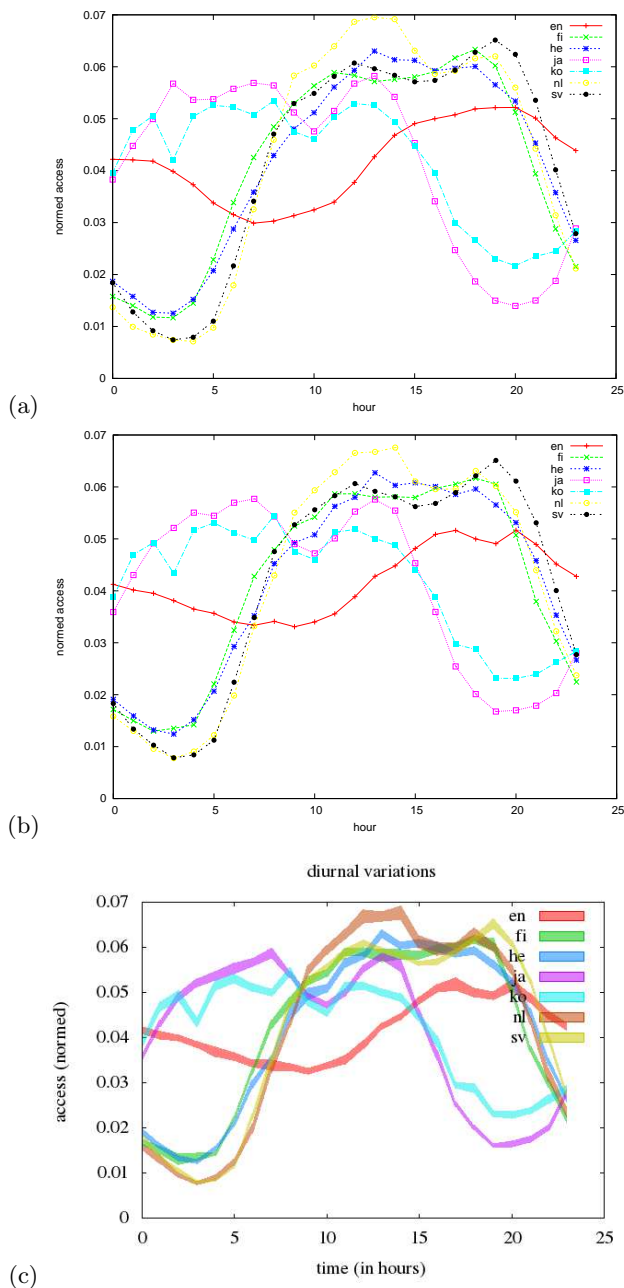 0.07
0.06
0.05
0.04
0.03
0.02
0.01
0
normed access
en
fi
he
ja
ko
nl
sv
0 5 10 15 20 25
hour
(a)
0.07
0.06
0.05
0.04
0.03
0.02
0.01
0
normed access
en
fi
he
ja
ko
nl
sv
0 5 10 15 20 25
hour
(b)
diurnal variations
0.07
0.06
0.05
0.04
0.03
0.02
0.01
0
access (normed)
en
fi
he
ja
ko
nl
sv
0 5 10 15 20 25
time (in hours)
(c)